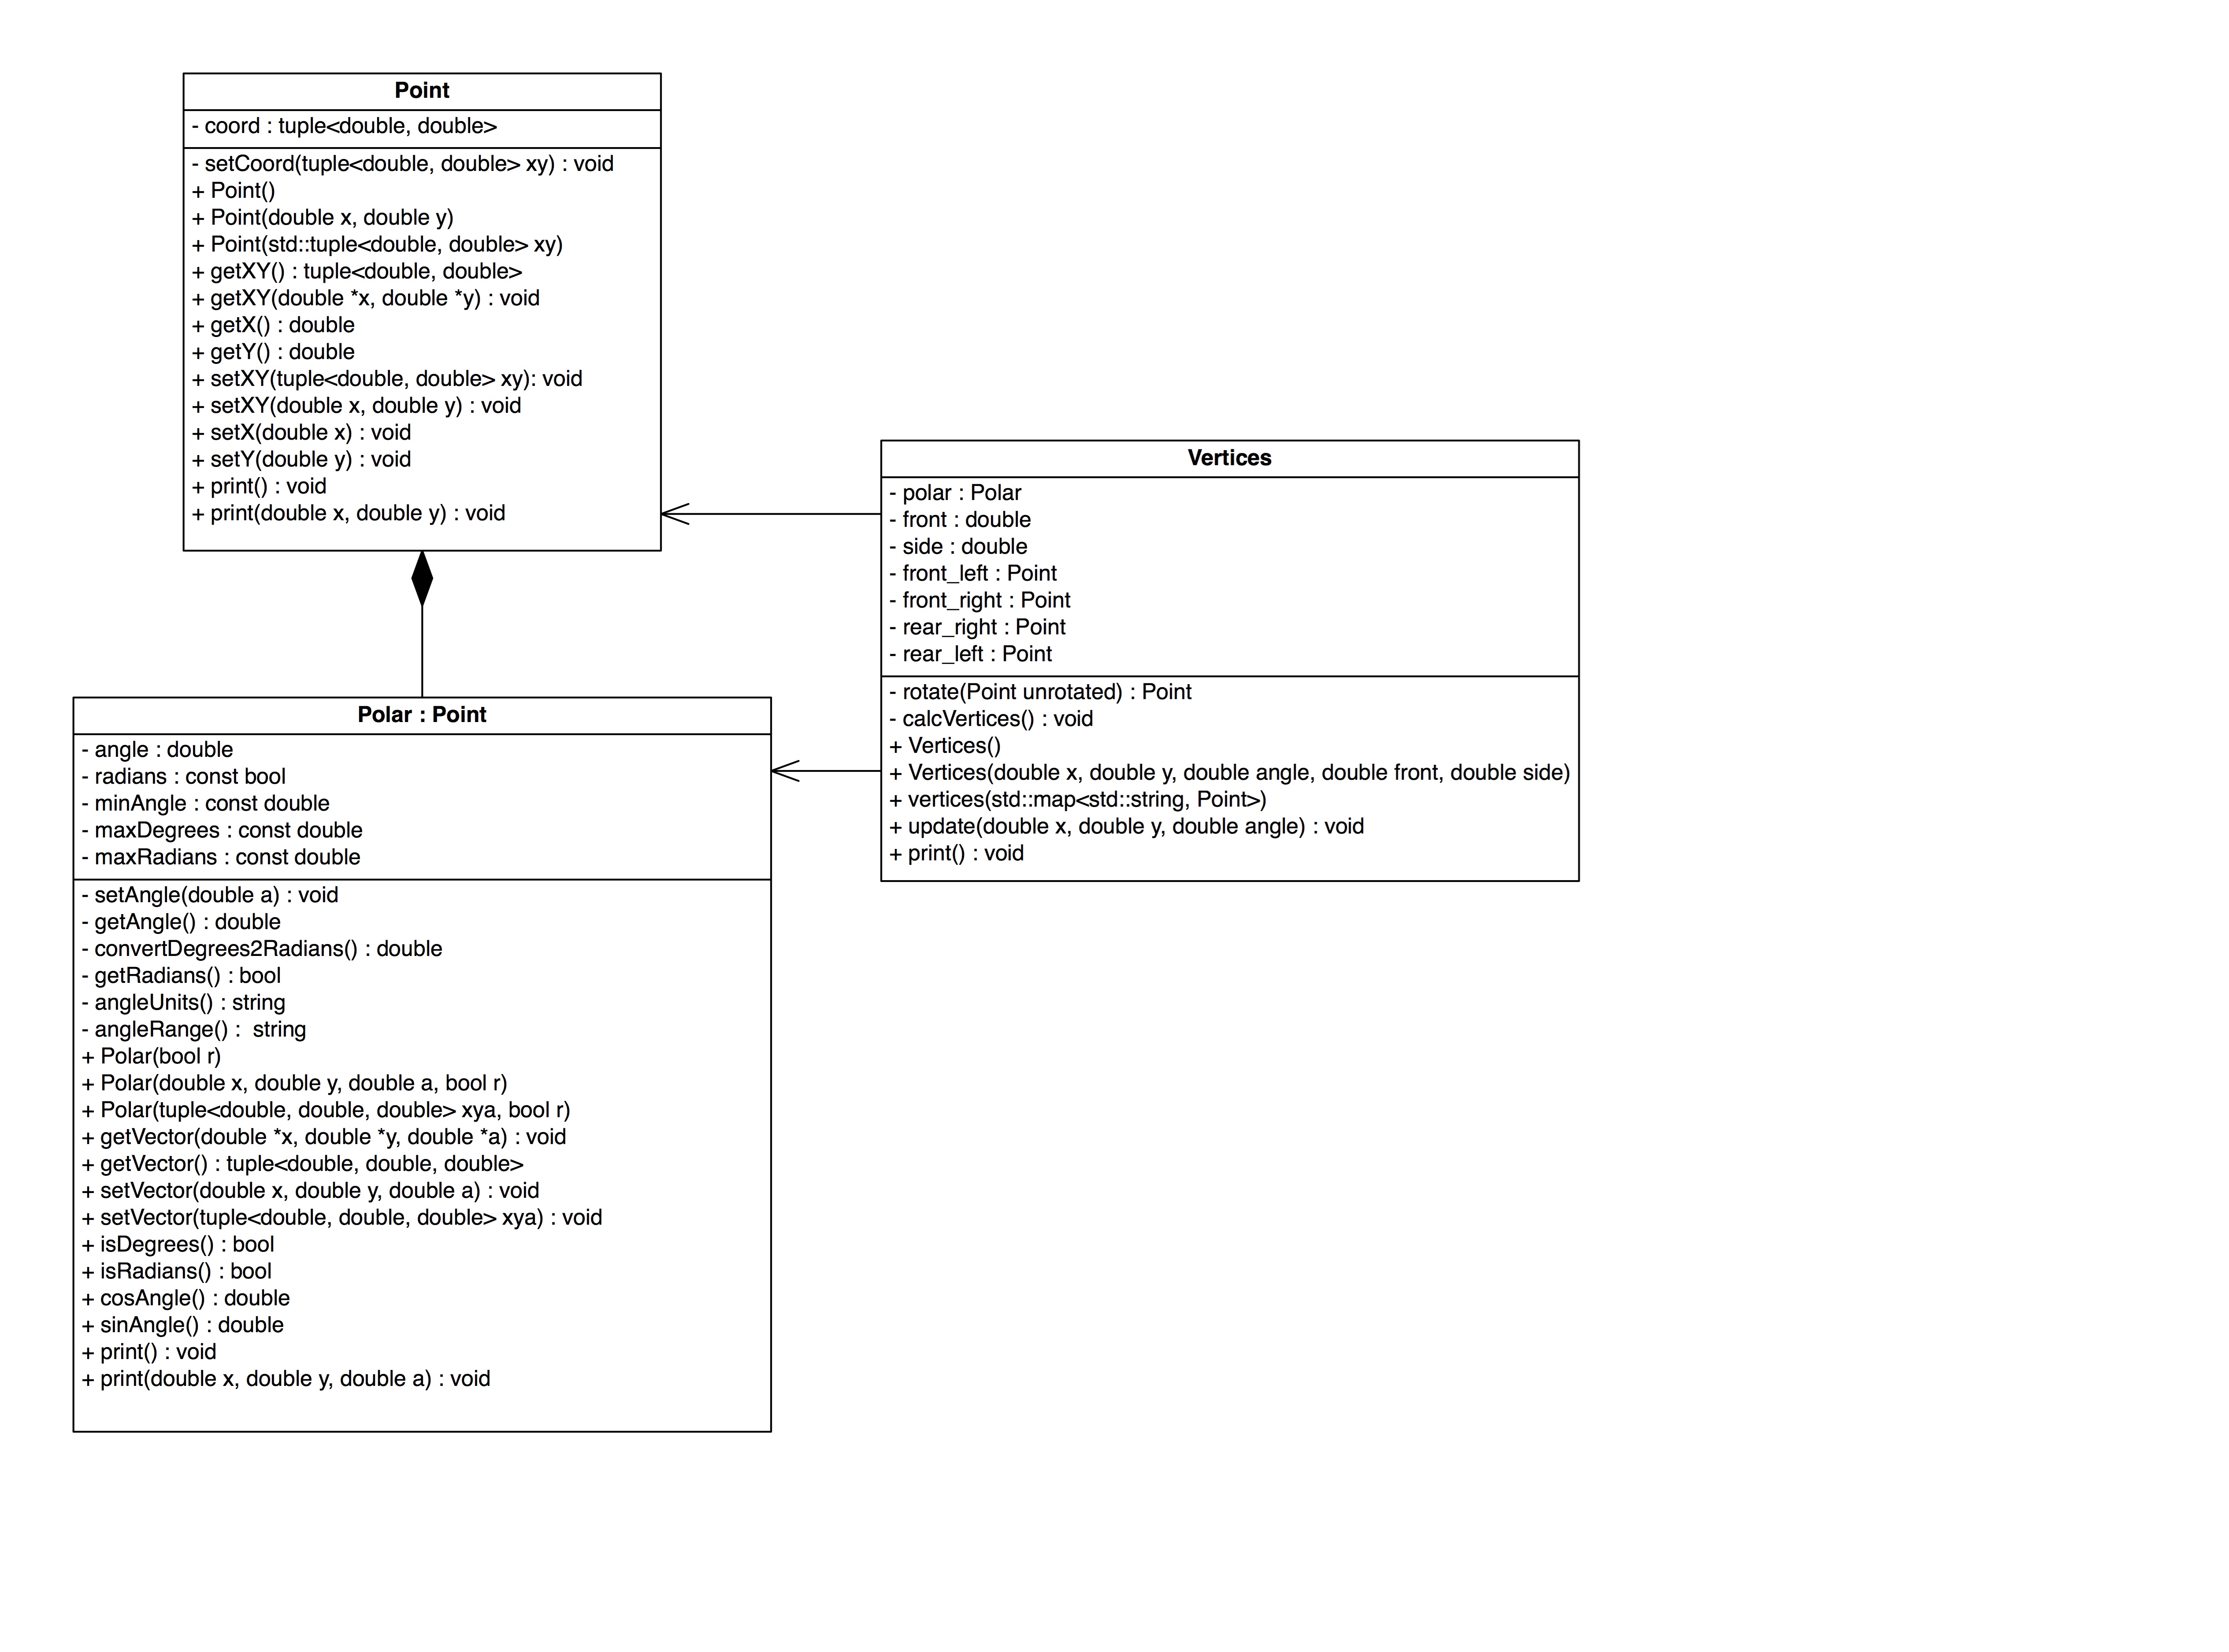 Point
- coord : tuple<double, double>
- setCoord(tuple<double, double> xy) : void
+ Point()
+ Point(double x, double y)
+ Point(std::tuple<double, double> xy)
+ getXY() : tuple<double, double>
+ getXY(double *x, double *y) : void
+ getX() : double
+ getY() : double
+ setXY(tuple<double, double> xy): void
+ setXY(double x, double y) : void
+ setX(double x) : void
+ setY(double y) : void
+ print() : void
+ print(double x, double y) : void
Vertices
- polar : Polar
- front : double
- side : double
- front_left : Point
- front_right : Point
- rear_right : Point
- rear_left : Point
- rotate(Point unrotated) : Point
- calcVertices() : void
+ Vertices()
+ Vertices(double x, double y, double angle, double front, double side)
+ vertices(std::map<std::string, Point>)
+ update(double x, double y, double angle) : void
+ print() : void
Polar : Point
- angle : double
- radians : const bool
- minAngle : const double
- maxDegrees : const double
- maxRadians : const double
- setAngle(double a) : void
- getAngle() : double
- convertDegrees2Radians() : double
- getRadians() : bool
- angleUnits() : string
- angleRange() :  string
+ Polar(bool r)
+ Polar(double x, double y, double a, bool r)
+ Polar(tuple<double, double, double> xya, bool r)
+ getVector(double *x, double *y, double *a) : void
+ getVector() : tuple<double, double, double>
+ setVector(double x, double y, double a) : void
+ setVector(tuple<double, double, double> xya) : void
+ isDegrees() : bool
+ isRadians() : bool
+ cosAngle() : double
+ sinAngle() : double
+ print() : void
+ print(double x, double y, double a) : void